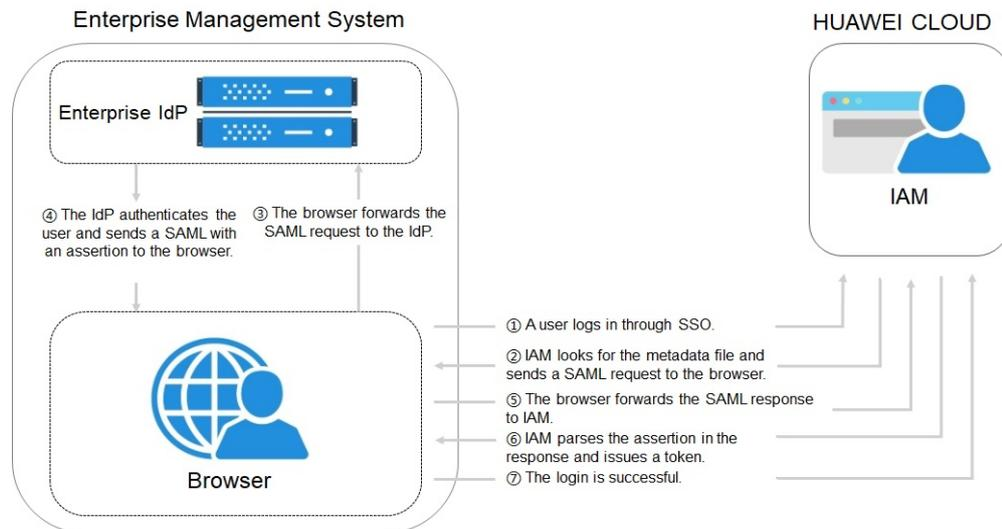 Enterprise Management System
HUAWEI CLOUD
Enterprise IdP
IAM
④ The IdP authenticates the
user and sends a SAML with
an assertion to the browser.
③ The browser forwards the
SAML request to the IdP.
① A user logs in through SSO.
② IAM looks for the metadata file and
sends a SAML request to the browser.
⑤ The browser forwards the SAML response
to IAM.
⑥ IAM parses the assertion in the
response and issues a token.
⑦ The login is successful.
Browser